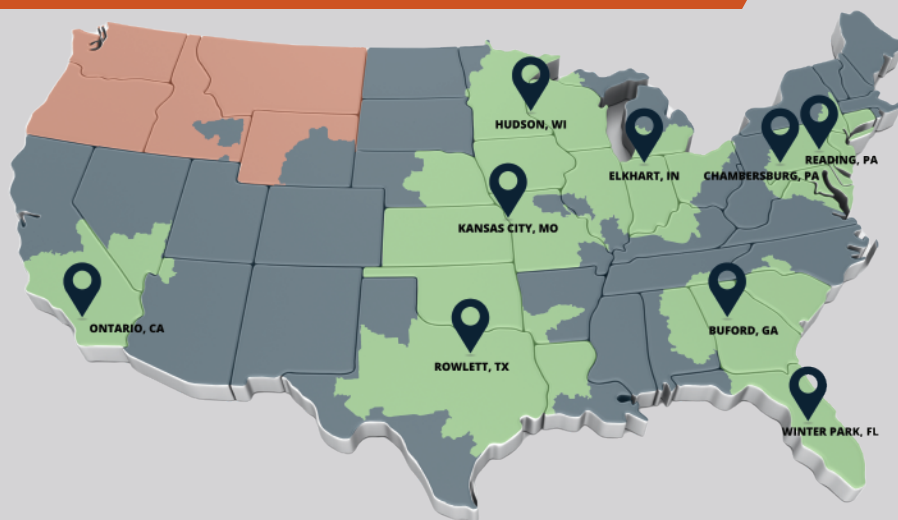 HUDSON, WI
READING, PA
ELKHART, IN
CHAMBERSBURG, PA
KANSAS CITY, MO
ONTARIO, CA
BUFORD, GA
ROWLETT, TX
WINTER PARK, FL